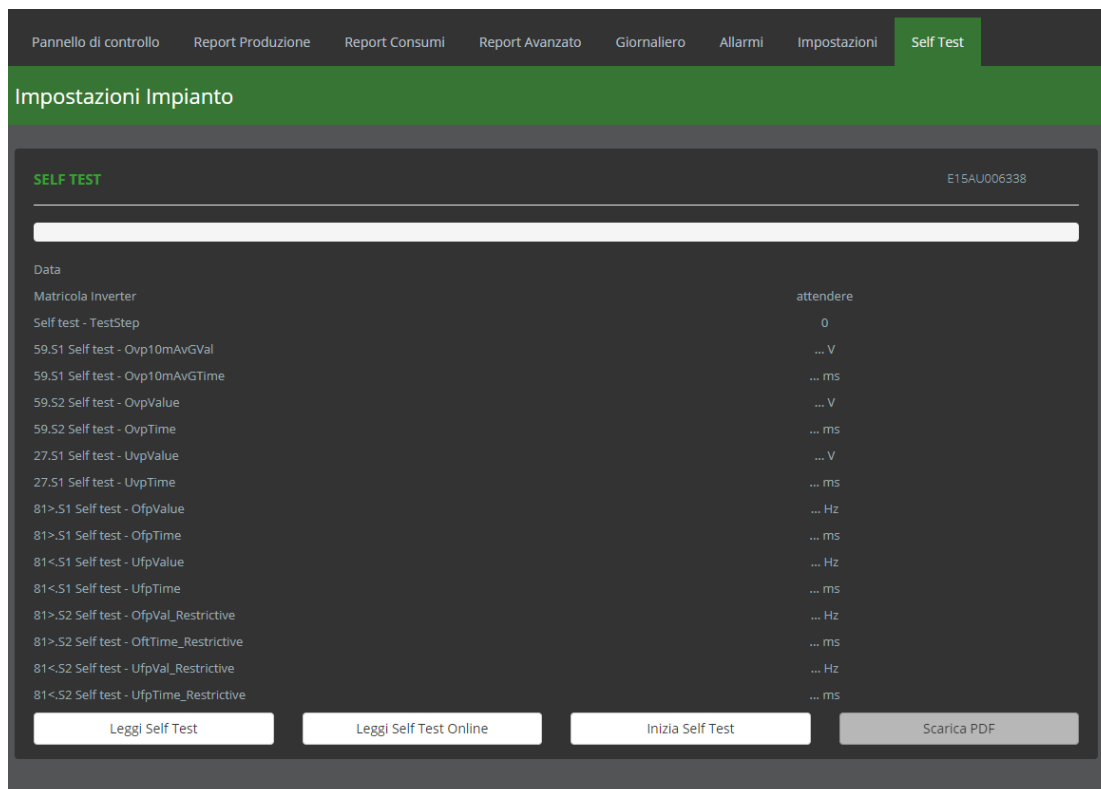 Pannello di controllo Report Produzione Report Consumi Report Avanzato Giornaliero Allarmi Impostazioni Self Test
Impostazioni Impianto
SELF TEST E15AU006338
Data
Matricola Inverter attendere
Self test - TestStep 0
59.S1 Self test - Ovp10mAvGVal ... V
59.S1 Self test - Ovp10mAvGTime ... ms
59.S2 Self test - OvpValue ... V
59.S2 Self test - OvpTime ... ms
27.S1 Self test - UvpValue ... V
27.S1 Self test - UvpTime ... ms
81>.S1 Self test - OfpValue ... Hz
81>.S1 Self test - OfpTime ... ms
81<.S1 Self test - UfpValue ... Hz
81<.S1 Self test - UfpTime ... ms
81>.S2 Self test - OfpVal_Restrictive ... Hz
81>.S2 Self test - OftTime_Restrictive ... ms
81<.S2 Self test - UfpVal_Restrictive ... Hz
81<.S2 Self test - UfpTime_Restrictive ... ms
Leggi Self Test Leggi Self Test Online Inizia Self Test Scarica PDF